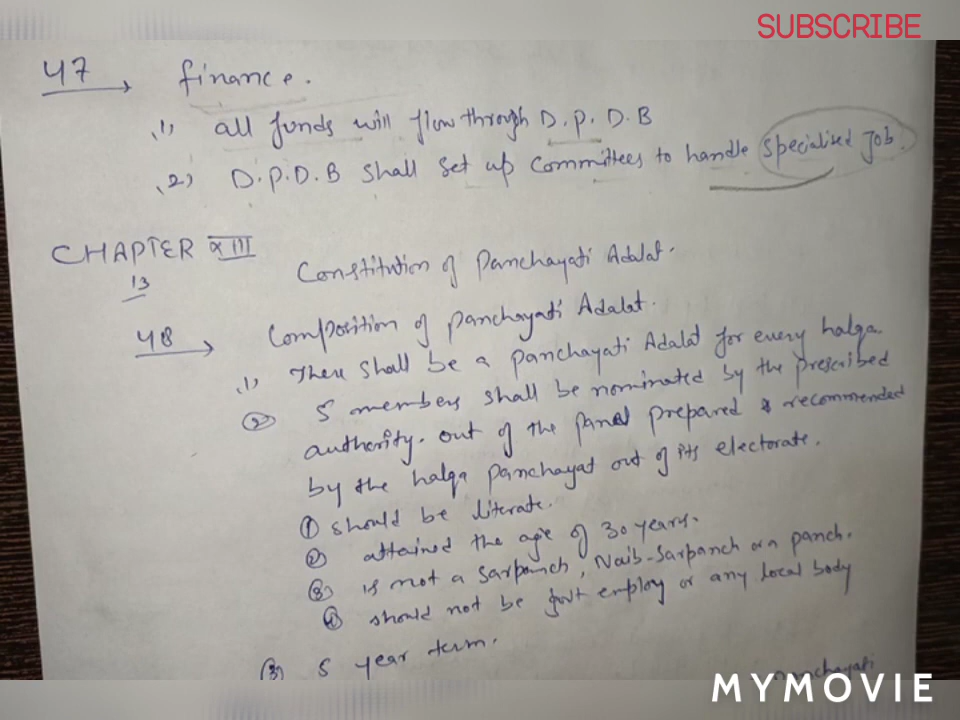 SUBSCRIBE
47 → finance.
(1) all funds will flow through D.P.D.B
(2) D.P.D.B shall set up committees to handle specialized Job.
CHAPTER XIII
13
Constitution of Panchayati Adalat.
48 → Composition of Panchayati Adalat.
(1) There shall be a Panchayati Adalat for every halqa.
(2) 5 members shall be nominated by the prescribed
authority. out of the panel prepared & recommended
by the halqa panchayat out of its electorate.
(1) should be literate.
(2) attained the age of 30 years.
(3) is not a Sarpanch, Naib-Sarpanch or a panch.
(4) should not be govt employ or any local body
(3) 5 year term.
panchayati
MYMOVIE